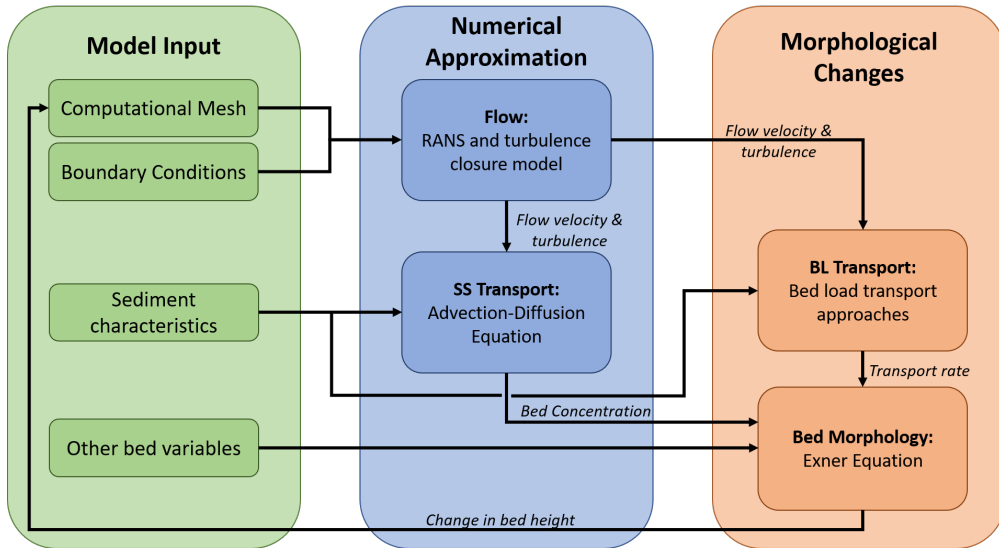 Model Input
Computational Mesh
Boundary Conditions
Sediment
characteristics
Other bed variables
Numerical
Approximation
Flow:
RANS and turbulence
closure model
Flow velocity &
turbulence
SS Transport:
Advection-Diffusion
Equation
Bed Concentration
Change in bed height
Morphological
Changes
Flow velocity &
turbulence
BL Transport:
Bed load transport
approaches
Transport rate
Bed Morphology:
Exner Equation